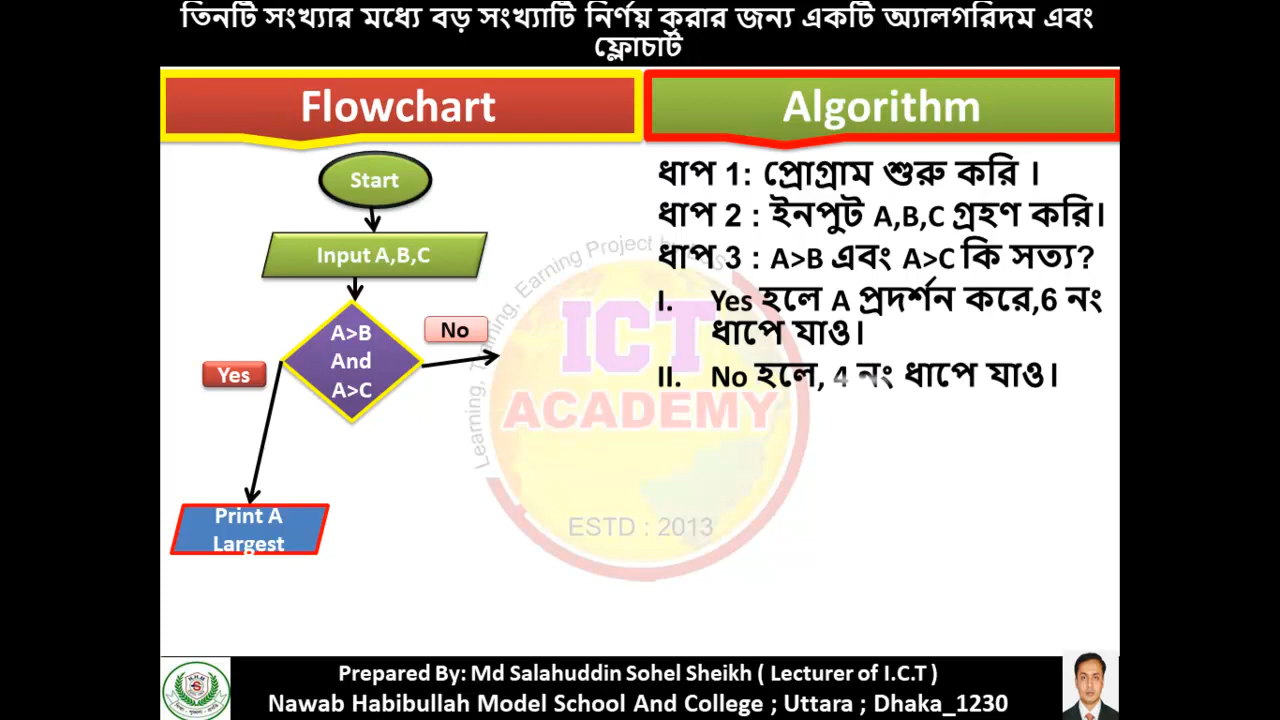 তিনটি সংখ্যার মধ্যে বড় সংখ্যাটি নির্ণয় করার জন্য একটি অ্যালগরিদম এবং
ফ্লোচার্ট
Flowchart
Algorithm
Start
Input A,B,C
A>B
And
A>C
No
Yes
Print A
Largest
ধাপ 1: প্রোগ্রাম শুরু করি ।
ধাপ 2 : ইনপুট A,B,C গ্রহণ করি।
ধাপ 3 : A>B এবং A>C কি সত্য?
I. Yes হলে A প্রদর্শন করে,6 নং
ধাপে যাও।
II. No হলে, 4 নং ধাপে যাও।
Learning, Training, Earning Project
ICT
ACADEMY
ESTD : 2013
Prepared By: Md Salahuddin Sohel Sheikh ( Lecturer of I.C.T )
Nawab Habibullah Model School And College ; Uttara ; Dhaka_1230